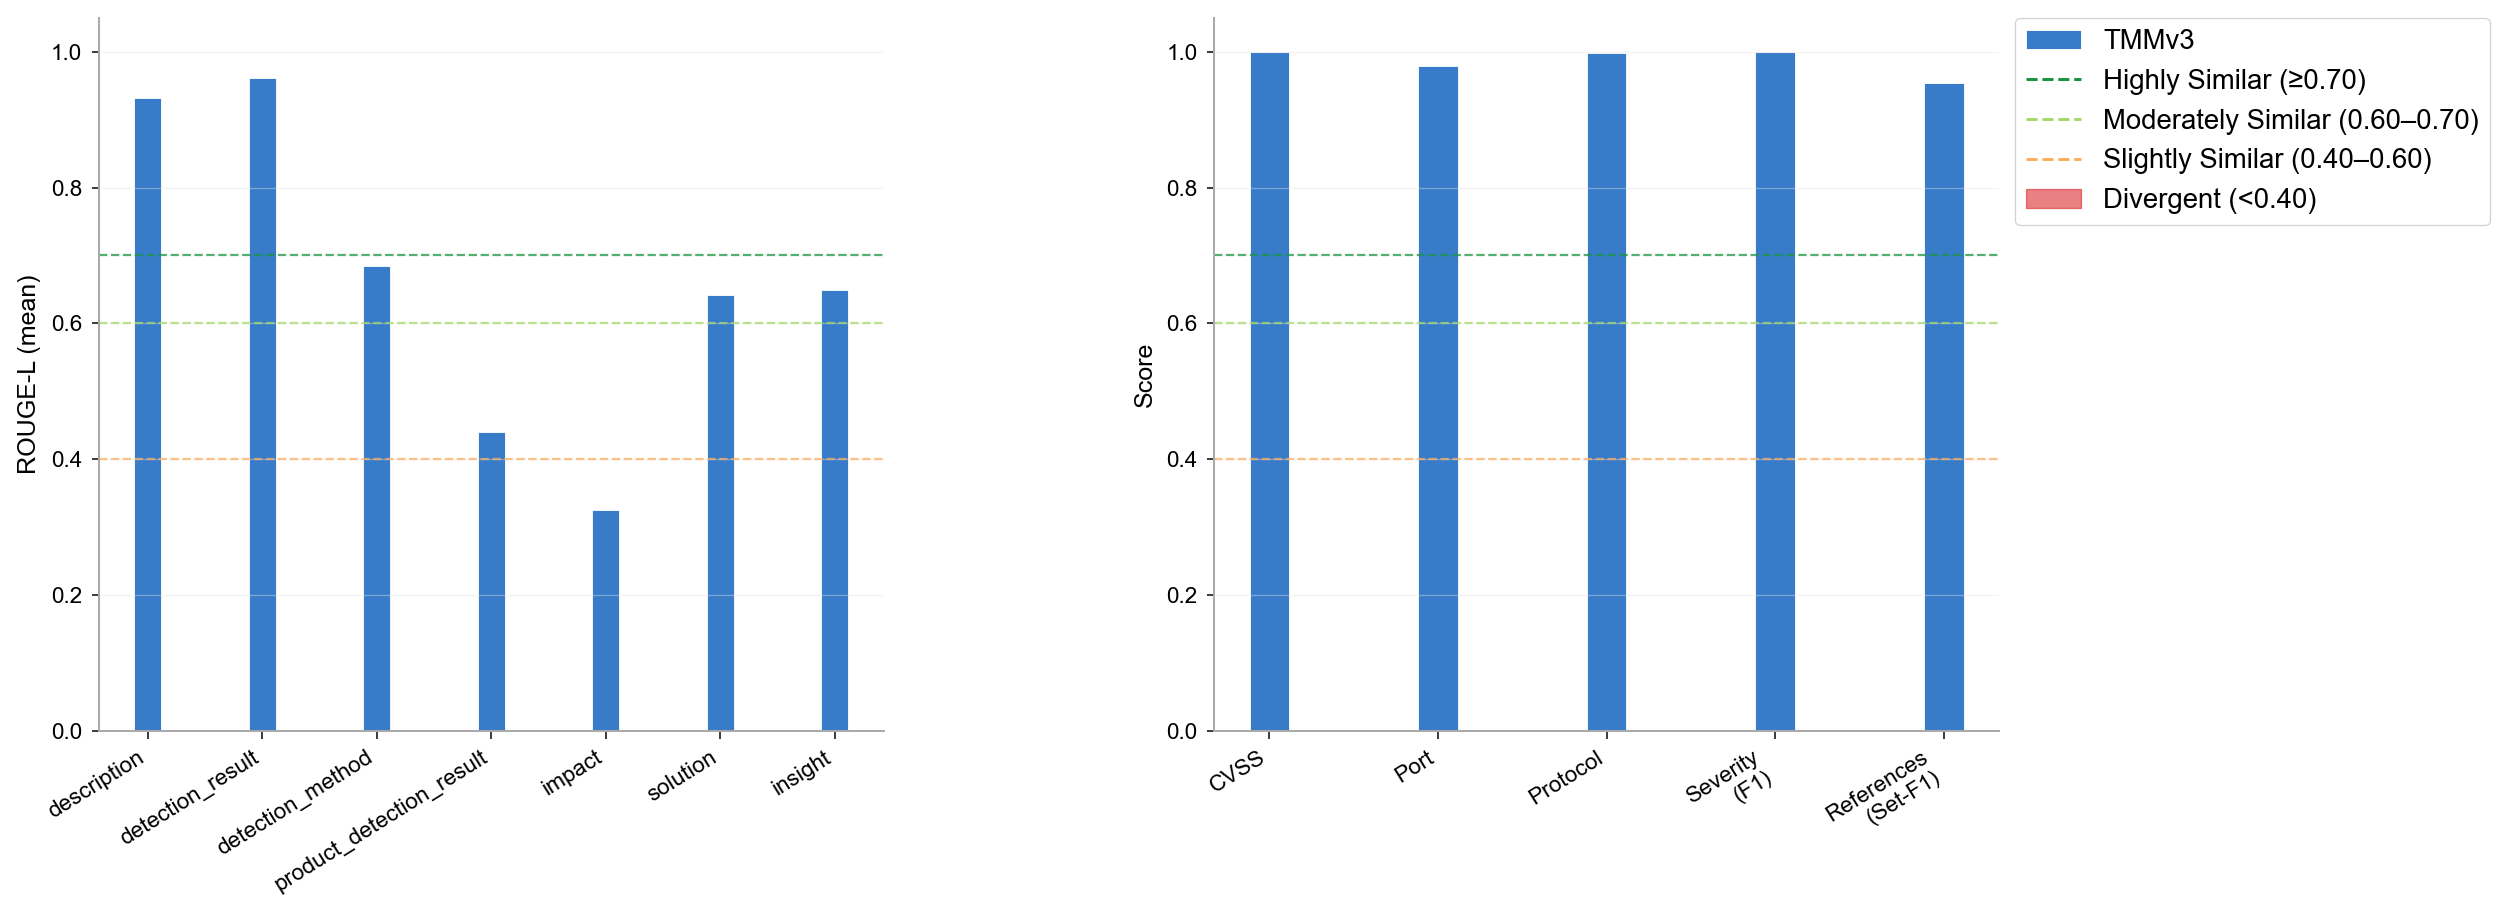 ROUGE-L (mean)
1.0
0.8
0.6
0.4
0.2
0.0
description
detection_result
detection_method
product_detection_result
impact
solution
insight
Score
1.0
0.8
0.6
0.4
0.2
0.0
CVSS
Port
Protocol
Severity
(F1)
References
(Set-F1)
TMMv3
Highly Similar (≥0.70)
Moderately Similar (0.60–0.70)
Slightly Similar (0.40–0.60)
Divergent (<0.40)